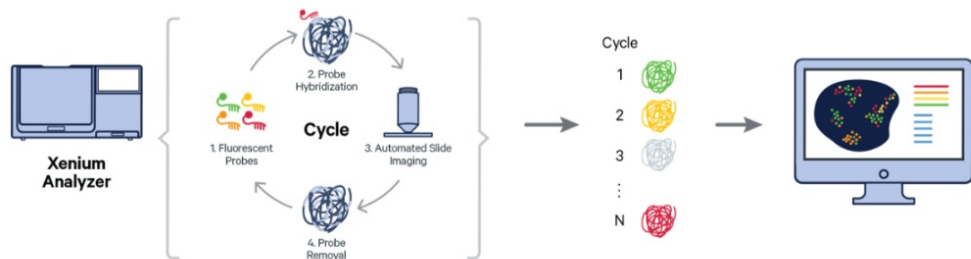 Xenium
Analyzer
Cycle
1. Fluorescent
Probes
2. Probe
Hybridization
3. Automated Slide
Imaging
4. Probe
Removal
Cycle
1
2
3
⋮
N